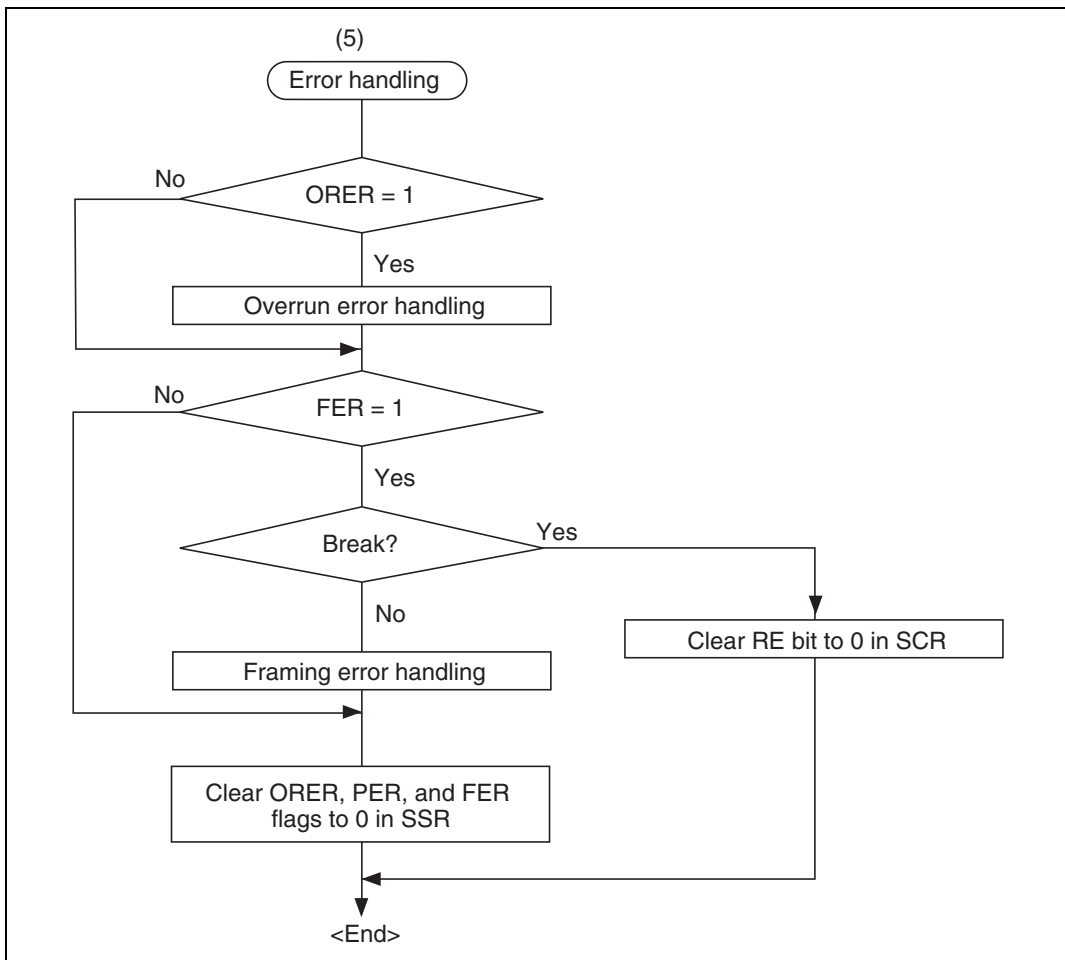 (5)
Error handling
No
ORER = 1
Yes
Overrun error handling
No
FER = 1
Yes
Break?
Yes
No
Clear RE bit to 0 in SCR
Framing error handling
Clear ORER, PER, and FER
flags to 0 in SSR
<End>